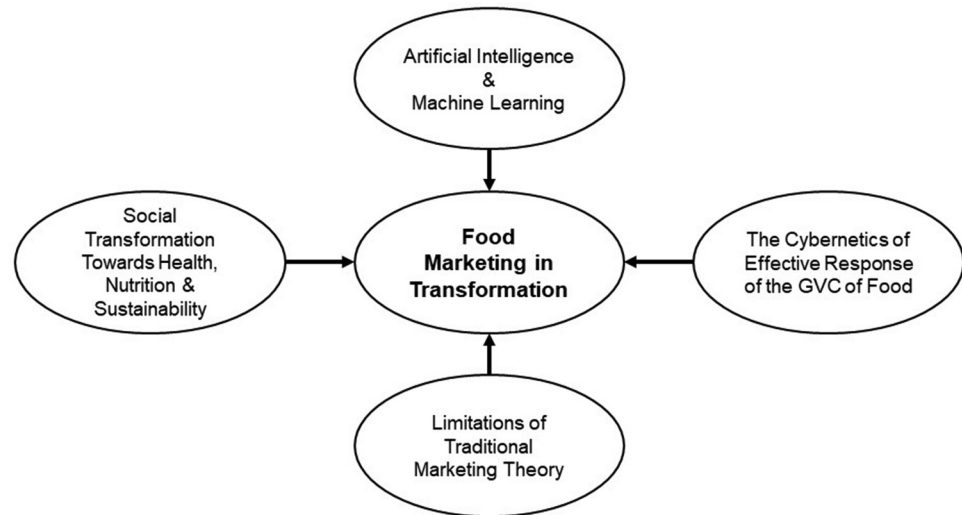 Artificial Intelligence
&
Machine Learning
Social
Transformation
Towards Health,
Nutrition &
Sustainability
Food
Marketing in
Transformation
The Cybernetics of
Effective Response
of the GVC of Food
Limitations of
Traditional
Marketing Theory